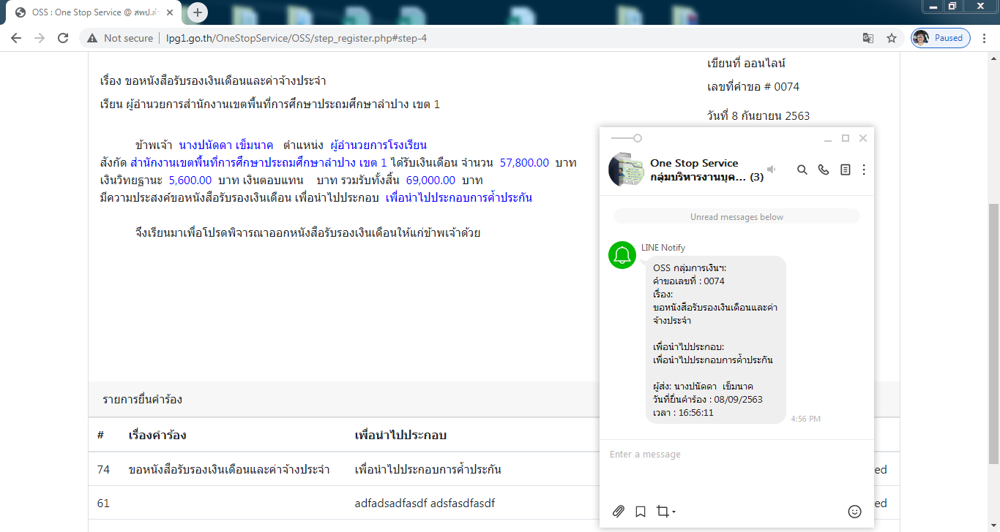 OSS : One Stop Service @ สพป.ลำ
Not secure
lpg1.go.th/OneStopService/OSS/step_register.php#step-4
Paused
เขียนที่ ออนไลน์
เรื่อง ขอหนังสือรับรองเงินเดือนและค่าจ้างประจำ
เลขที่คำขอ # 0074
เรียน ผู้อำนวยการสำนักงานเขตพื้นที่การศึกษาประถมศึกษาลำปาง เขต 1
วันที่ 8 กันยายน 2563
ข้าพเจ้า นางปนัดดา เข็มนาค ตำแหน่ง ผู้อำนวยการโรงเรียน
สังกัด สำนักงานเขตพื้นที่การศึกษาประถมศึกษาลำปาง เขต 1 ได้รับเงินเดือน จำนวน 57,800.00 บาท
เงินวิทยฐานะ 5,600.00 บาท เงินตอบแทน บาท รวมรับทั้งสิ้น 69,000.00 บาท
มีความประสงค์ขอหนังสือรับรองเงินเดือน เพื่อนำไปประกอบ เพื่อนำไปประกอบการค้ำประกัน
จึงเรียนมาเพื่อโปรดพิจารณาออกหนังสือรับรองเงินเดือนให้แก่ข้าพเจ้าด้วย
รายการยื่นคำร้อง
# เรื่องคำร้อง เพื่อนำไปประกอบ
74 ขอหนังสือรับรองเงินเดือนและค่าจ้างประจำ เพื่อนำไปประกอบการค้ำประกัน ed
61 adfadsadfasdf adsfasdfasdf ed
One Stop Service
กลุ่มบริหารงานบุค... (3)
Unread messages below
LINE Notify
OSS กลุ่มการเงินฯ:
คำขอเลขที่ : 0074
เรื่อง:
ขอหนังสือรับรองเงินเดือนและค่า
จ้างประจำ
เพื่อนำไปประกอบ:
เพื่อนำไปประกอบการค้ำประกัน
ผู้ส่ง: นางปนัดดา เข็มนาค
วันที่ยื่นคำร้อง : 08/09/2563
เวลา : 16:56:11
4:56 PM
Enter a message